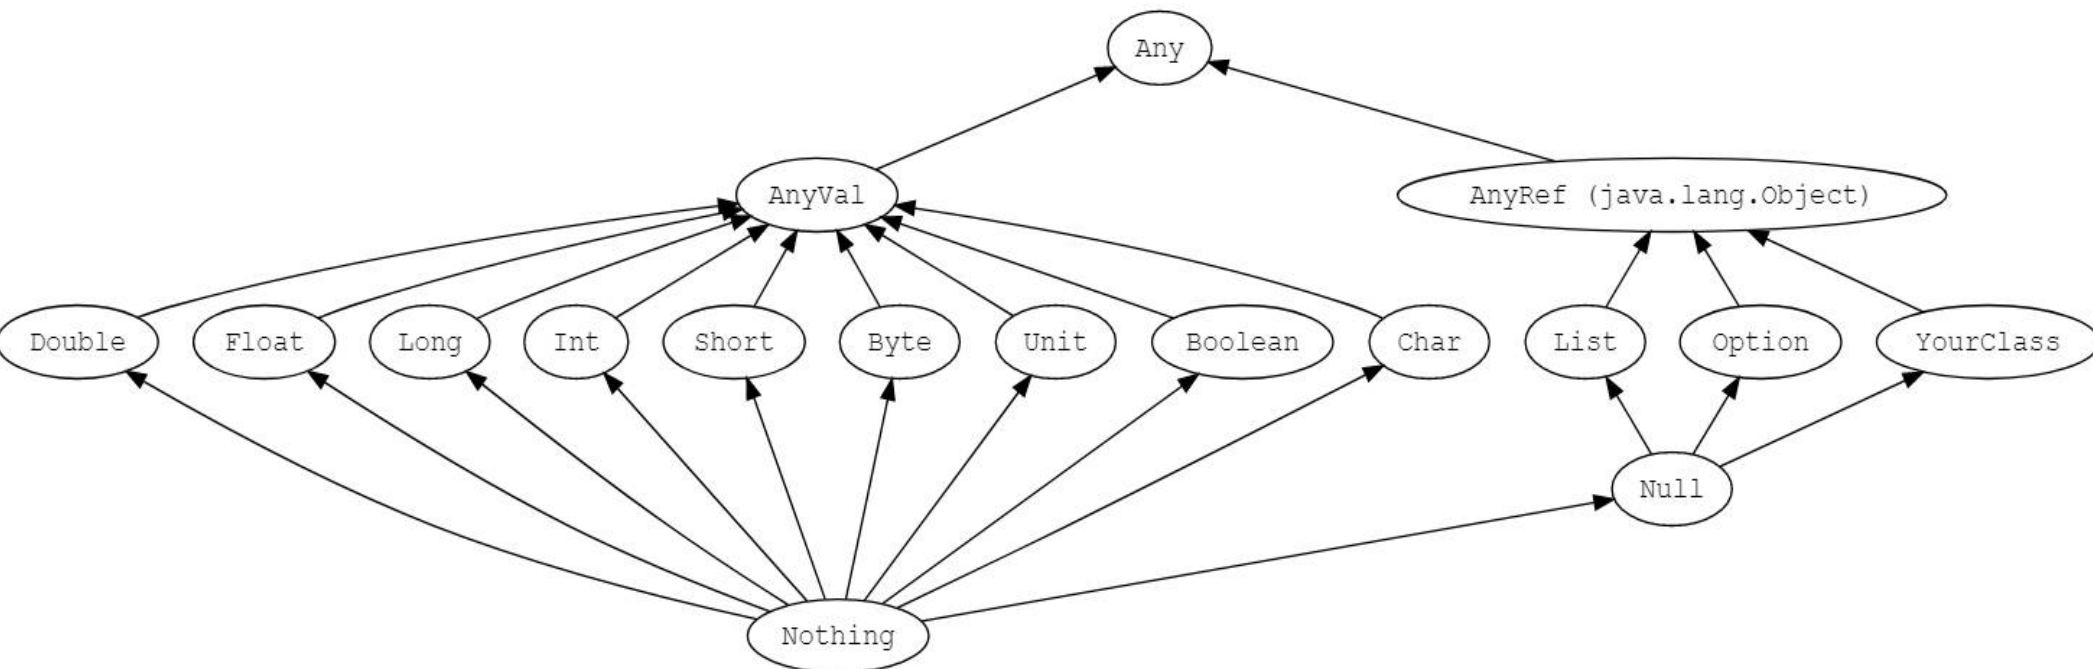 Any
AnyVal
AnyRef (java.lang.Object)
Double
Float
Long
Int
Short
Byte
Unit
Boolean
Char
List
Option
YourClass
Null
Nothing